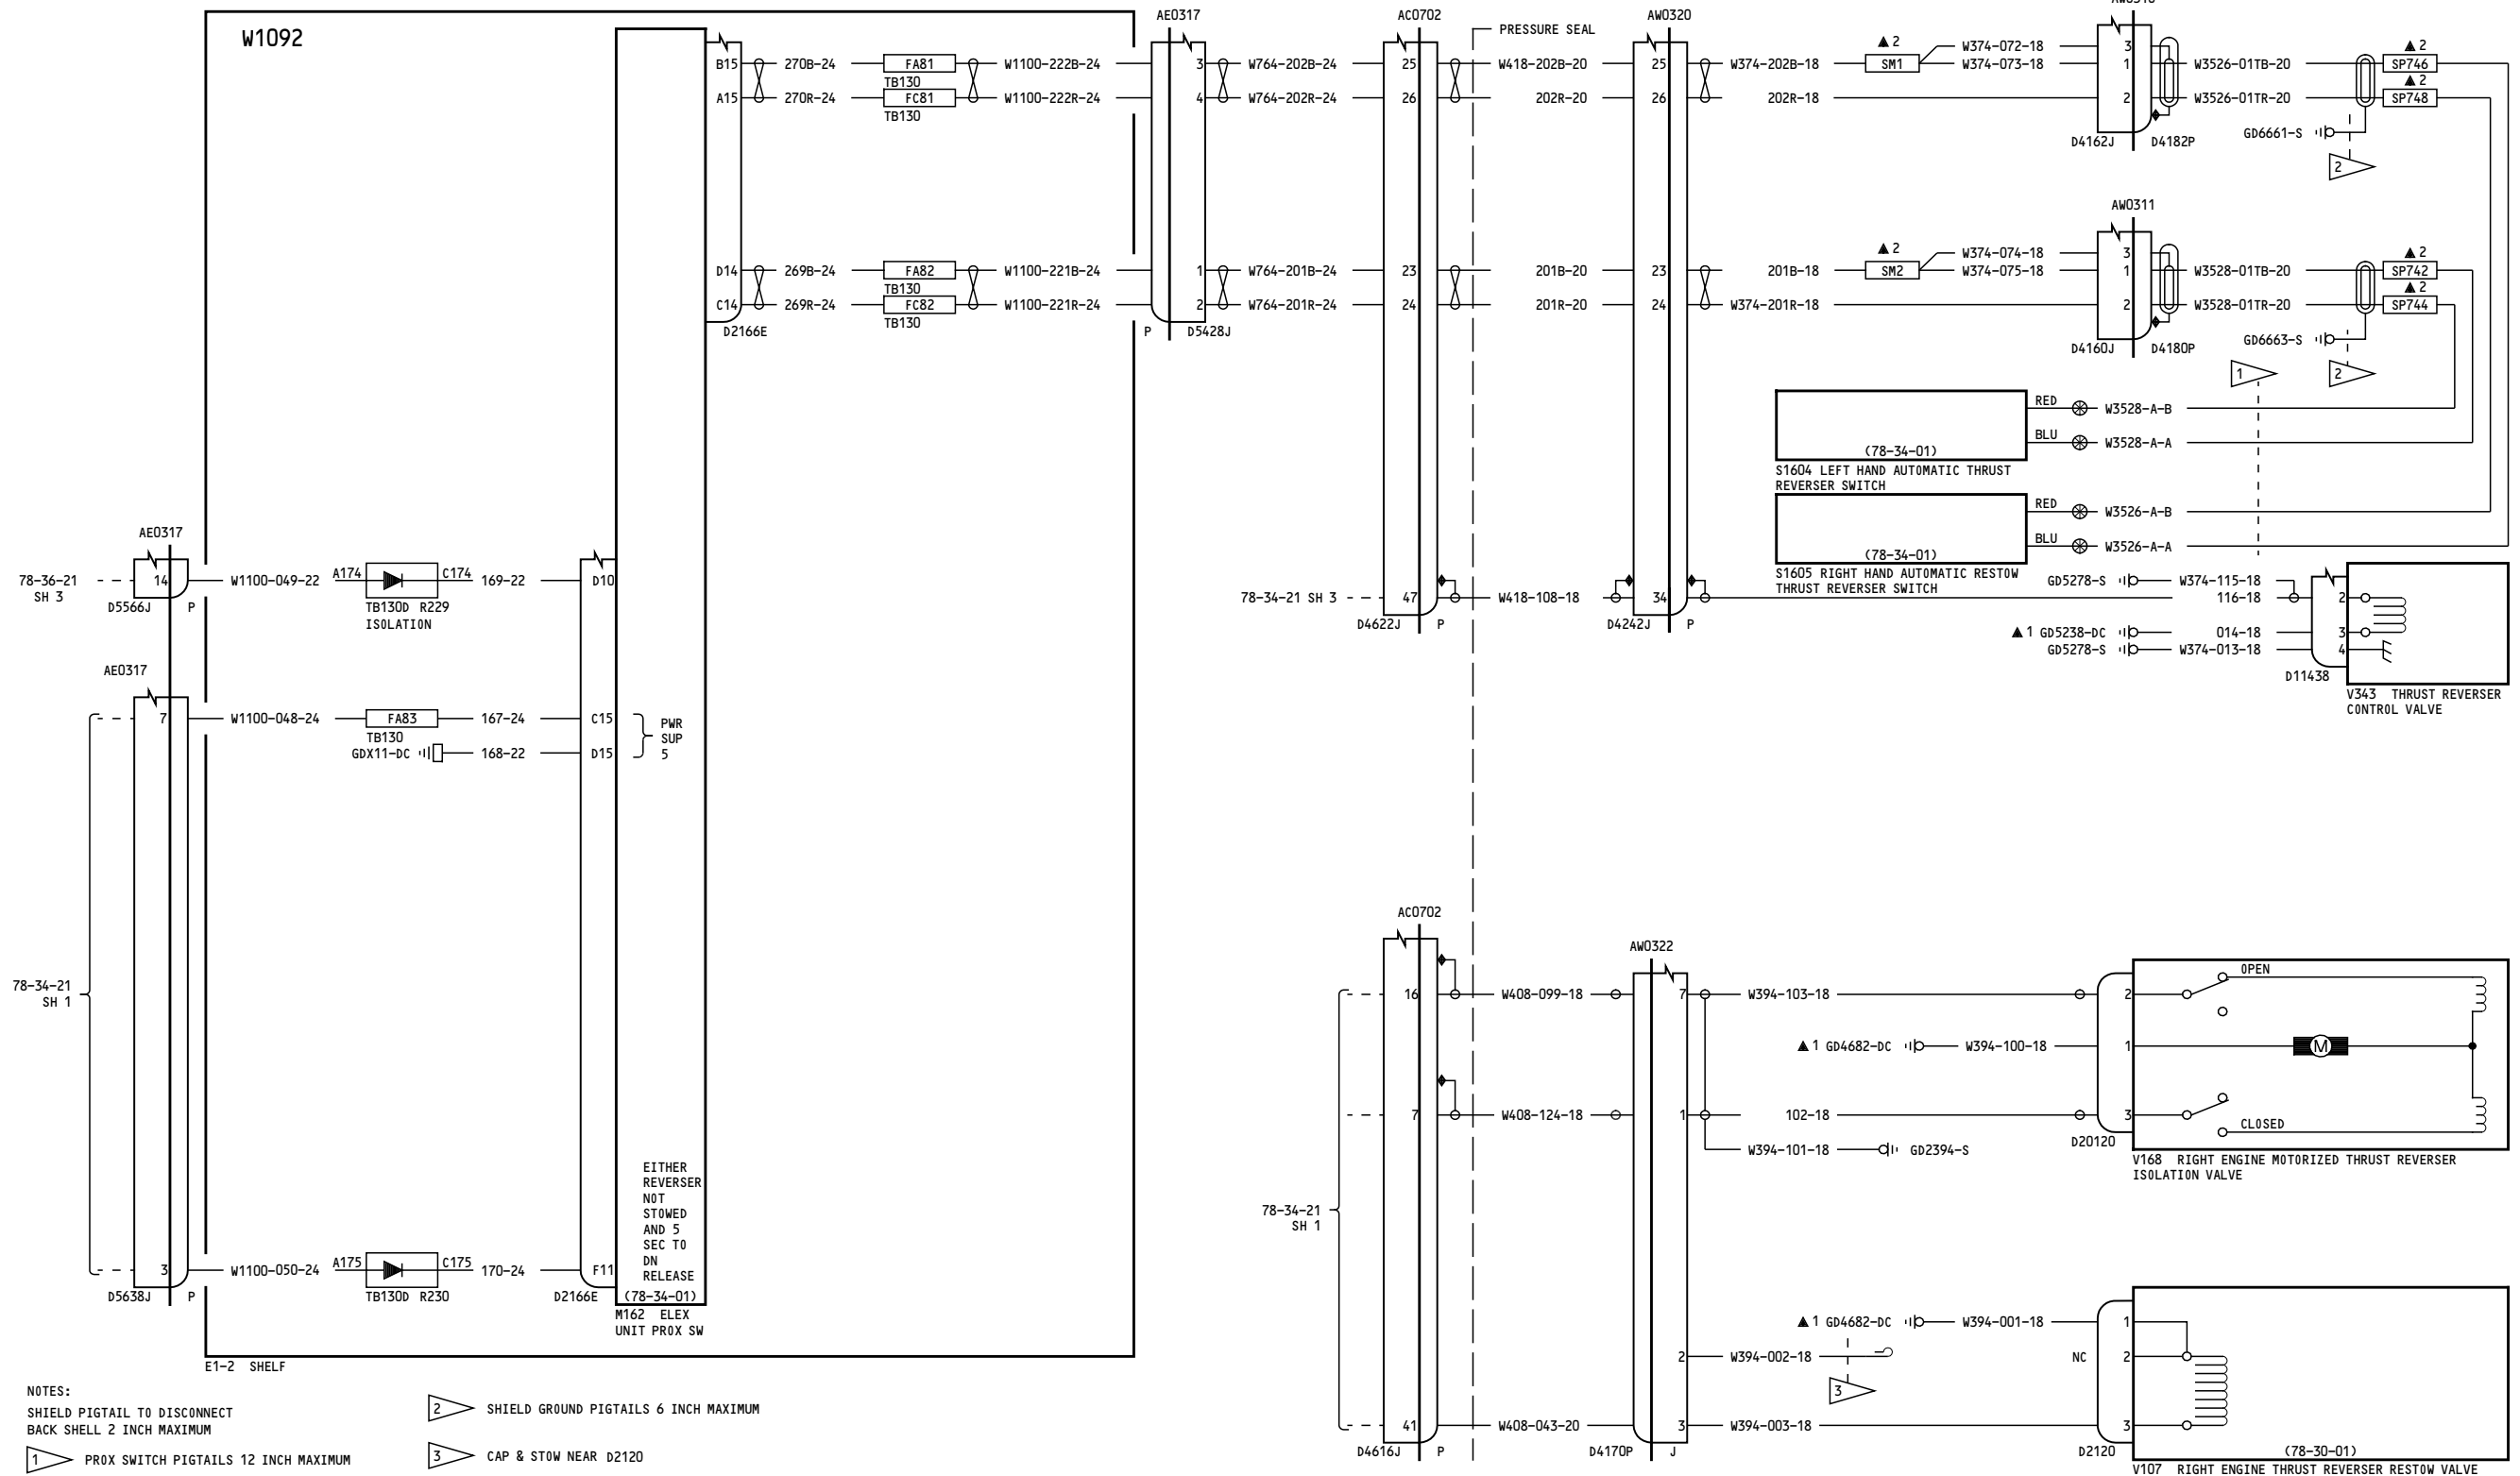 W1092
B15
270B-24
FA81
TB130
W1100-222B-24
A15
270R-24
FC81
TB130
W1100-222R-24
D14
269B-24
FA82
TB130
W1100-221B-24
C14
269R-24
FC82
TB130
W1100-221R-24
D2166E
AE0317
3
4
1
2
P
D5428J
W764-202B-24
W764-202R-24
W764-201B-24
W764-201R-24
AC0702
25
26
23
24
47
D4622J
P
78-34-21 SH 3
PRESSURE SEAL
W418-202B-20
202R-20
201B-20
201R-20
W418-108-18
AW0320
25
26
23
24
34
D4242J
P
W374-202B-18
202R-18
201B-18
W374-201R-18
2
SM1
W374-072-18
W374-073-18
2
SM2
W374-074-18
W374-075-18
3
1
2
D4162J
D4182P
W3526-01TB-20
W3526-01TR-20
2
SP746
2
SP748
GD6661-S
2
AW0311
3
1
2
D4160J
D4180P
W3528-01TB-20
W3528-01TR-20
2
SP742
2
SP744
GD6663-S
1
2
(78-34-01)
RED
W3528-A-B
BLU
W3528-A-A
S1604 LEFT HAND AUTOMATIC THRUST
REVERSER SWITCH
(78-34-01)
RED
W3526-A-B
BLU
W3526-A-A
S1605 RIGHT HAND AUTOMATIC RESTOW
THRUST REVERSER SWITCH
GD5278-S
W374-115-18
116-18
2
1 GD5238-DC
014-18
3
GD5278-S
W374-013-18
4
D11438
V343 THRUST REVERSER
CONTROL VALVE
AE0317
78-36-21
SH 3
14
D5566J
P
W1100-049-22
A174
C174
TB130D R229
ISOLATION
169-22
D10
AE0317
7
W1100-048-24
FA83
TB130
167-24
C15
GDX11-DC
168-22
D15
PWR
SUP
5
78-34-21
SH 1
3
D5638J
P
W1100-050-24
A175
C175
TB130D R230
170-24
F11
D2166E
EITHER
REVERSER
NOT
STOWED
AND 5
SEC TO
DN
RELEASE
(78-34-01)
M162 ELEX
UNIT PROX SW
E1-2 SHELF
AC0702
16
7
41
78-34-21
SH 1
D4616J
P
W408-099-18
W408-124-18
W408-043-20
AW0322
7
1
2
3
D4170P
J
W394-103-18
1 GD4682-DC
W394-100-18
102-18
W394-101-18
GD2394-S
2
1
3
D20120
OPEN
M
CLOSED
V168 RIGHT ENGINE MOTORIZED THRUST REVERSER
ISOLATION VALVE
1 GD4682-DC
W394-001-18
W394-002-18
3
W394-003-18
1
NC
2
3
D2120
(78-30-01)
V107 RIGHT ENGINE THRUST REVERSER RESTOW VALVE
NOTES:
SHIELD PIGTAIL TO DISCONNECT
BACK SHELL 2 INCH MAXIMUM
1 PROX SWITCH PIGTAILS 12 INCH MAXIMUM
2 SHIELD GROUND PIGTAILS 6 INCH MAXIMUM
3 CAP & STOW NEAR D2120